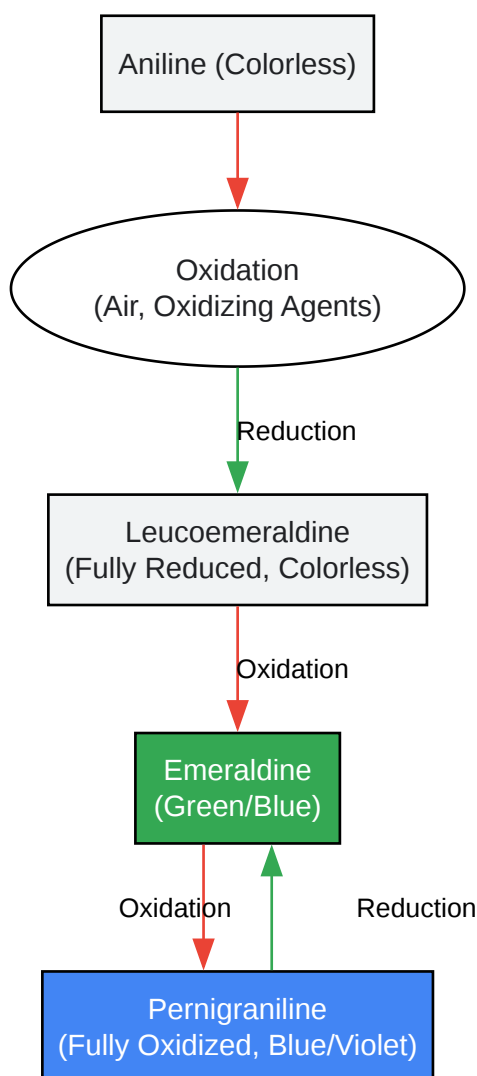 Aniline (Colorless)
Oxidation
(Air, Oxidizing Agents)
Reduction
Leucoemeraldine
(Fully Reduced, Colorless)
Oxidation
Emeraldine
(Green/Blue)
Oxidation
Reduction
Pernigraniline
(Fully Oxidized, Blue/Violet)